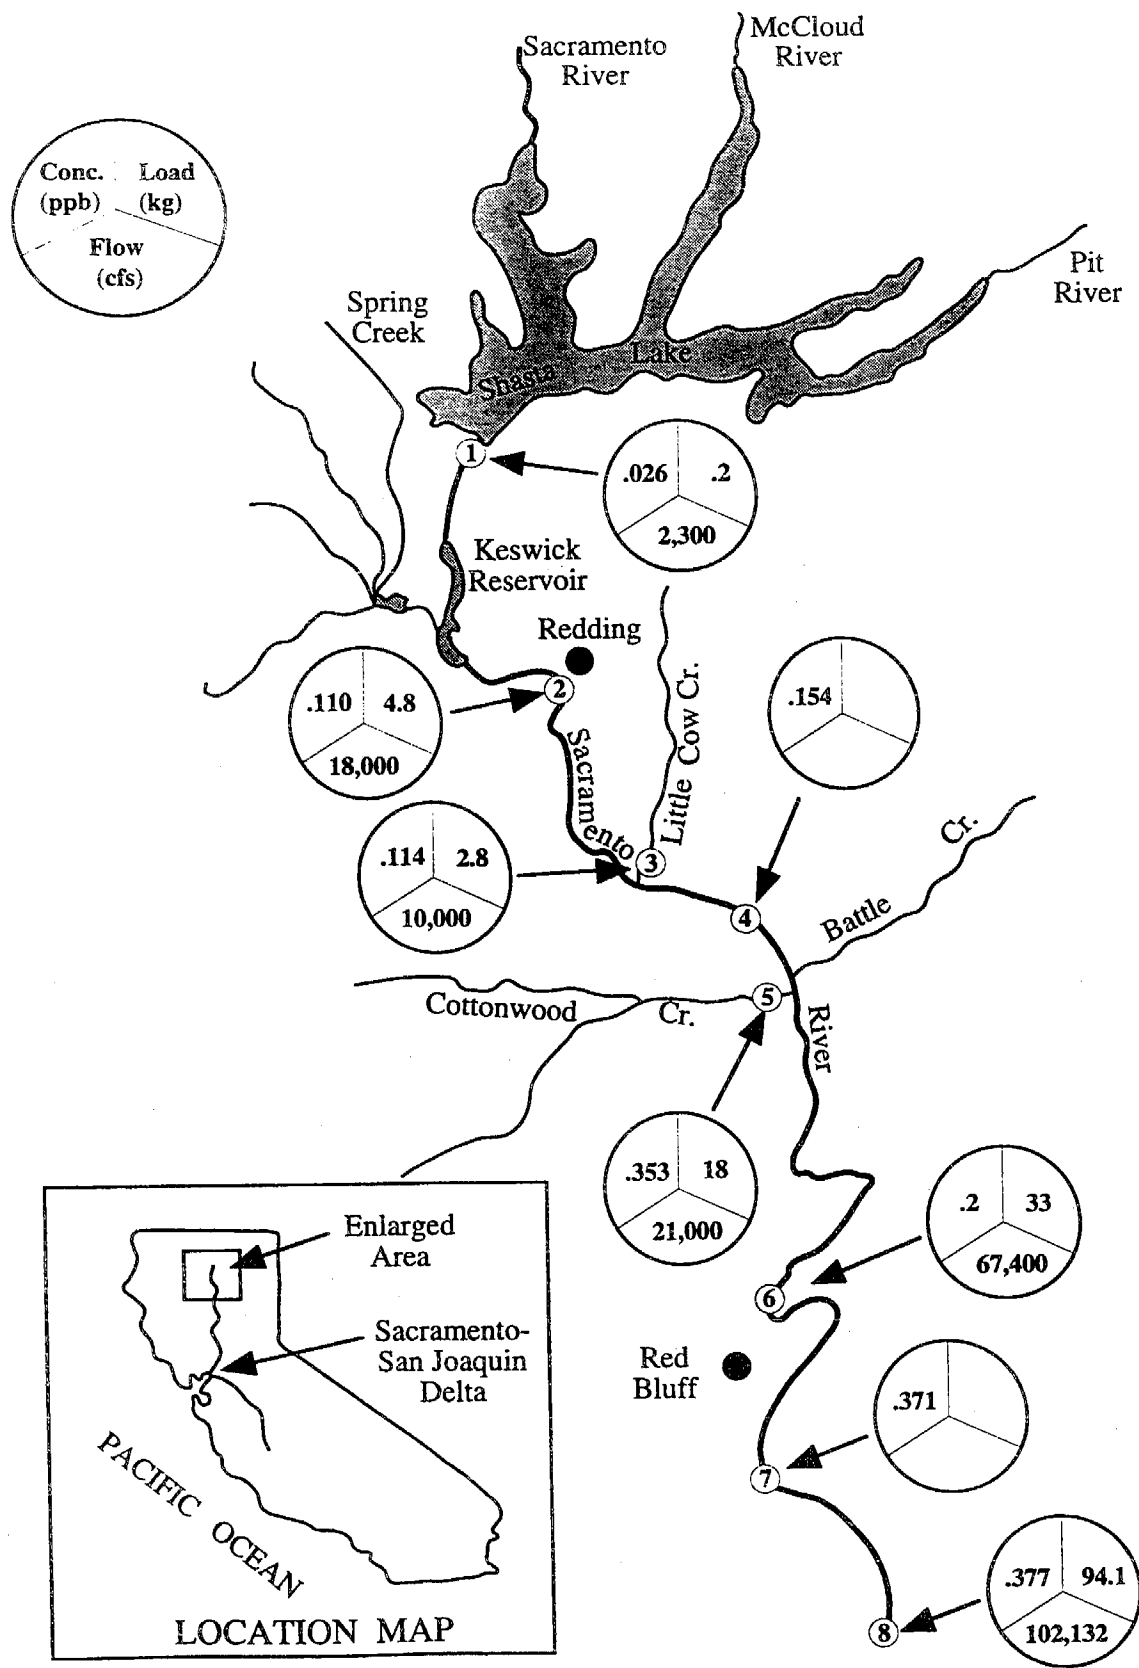 Sacramento
River
McCloud
River
Conc.
(ppb)
Load
(kg)
Flow
(cfs)
Pit
River
Spring
Creek
Shasta
Lake
1
.026
.2
2,300
Keswick
Reservoir
Redding
2
.110
4.8
18,000
Little Cow Cr.
.154
Sacramento
3
.114
2.8
10,000
4
Battle
Cr.
Cottonwood
Cr.
5
River
.353
18
21,000
.2
33
67,400
6
Red
Bluff
.371
7
.377
94.1
102,132
8
Enlarged
Area
Sacramento-
San Joaquin
Delta
PACIFIC OCEAN
LOCATION MAP